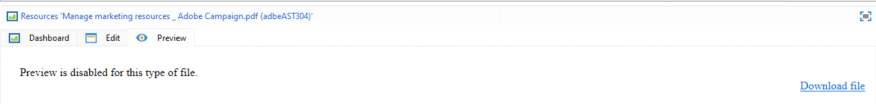 Resources 'Manage marketing resources _ Adobe Campaign.pdf (adbeAST304)'
Dashboard Edit Preview
Preview is disabled for this type of file.
Download file